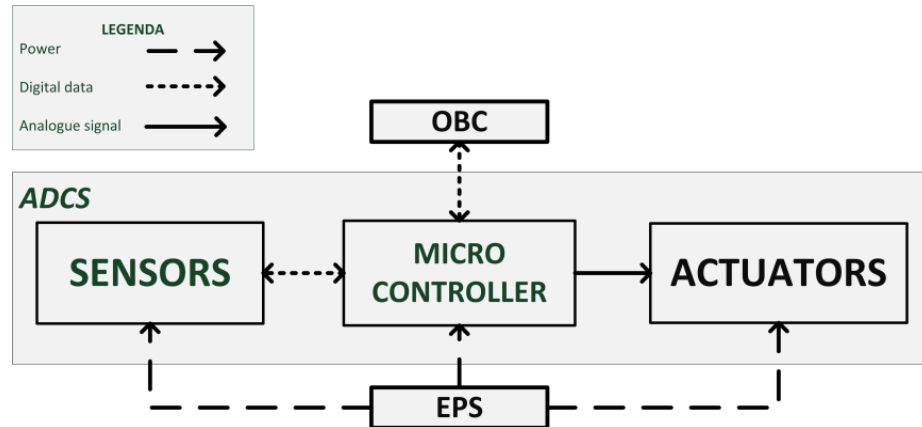 LEGENDA
Power
Digital data
Analogue signal
OBC
ADCS
SENSORS
MICRO
CONTROLLER
ACTUATORS
EPS